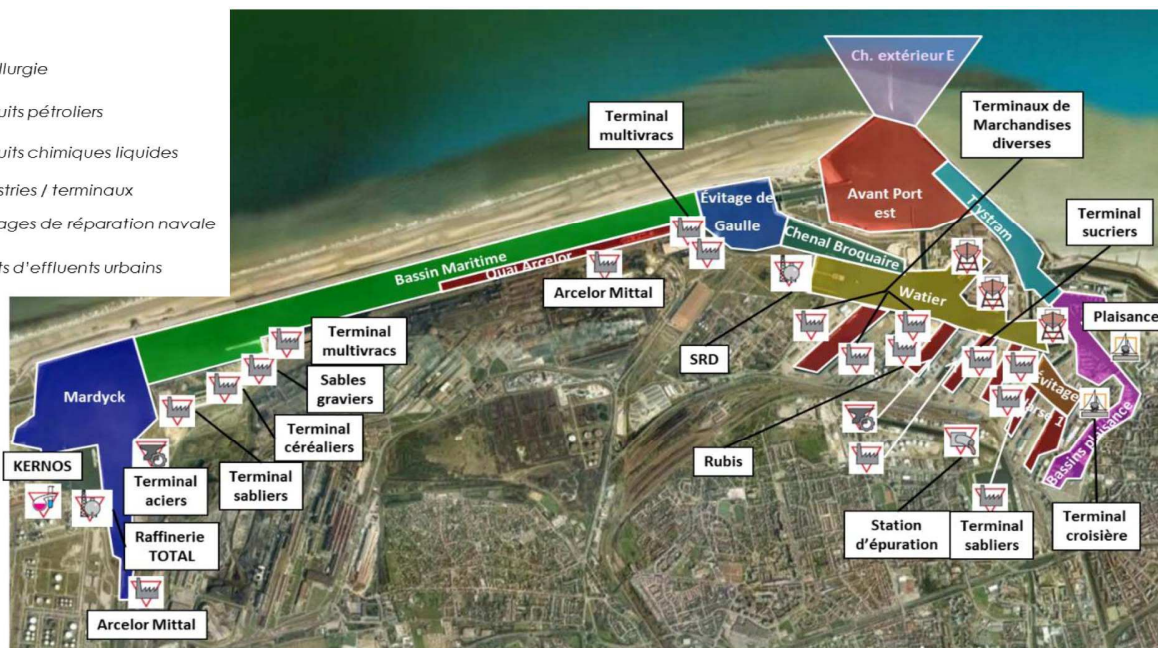 llurgie
uits pétroliers
uits chimiques liquides
stries / terminaux
ages de réparation navale
ts d'effluents urbains
Ch. extérieur E
Terminal
multivracs
Terminaux de
Marchandises
diverses
Avant Port
est
Évitage de
Gaulle
Trystram
Terminal
sucriers
Chenal Broquaire
Bassin Maritime
Quai Arcelor
Arcelor Mittal
Watier
Plaisance
Terminal
multivracs
SRD
Sables
graviers
Mardyck
Évitage
Darse 1
Bassins plaisance
Terminal
céréaliers
KERNOS
Terminal
aciers
Terminal
sabliers
Rubis
Raffinerie
TOTAL
Station
d'épuration
Terminal
sabliers
Terminal
croisière
Arcelor Mittal